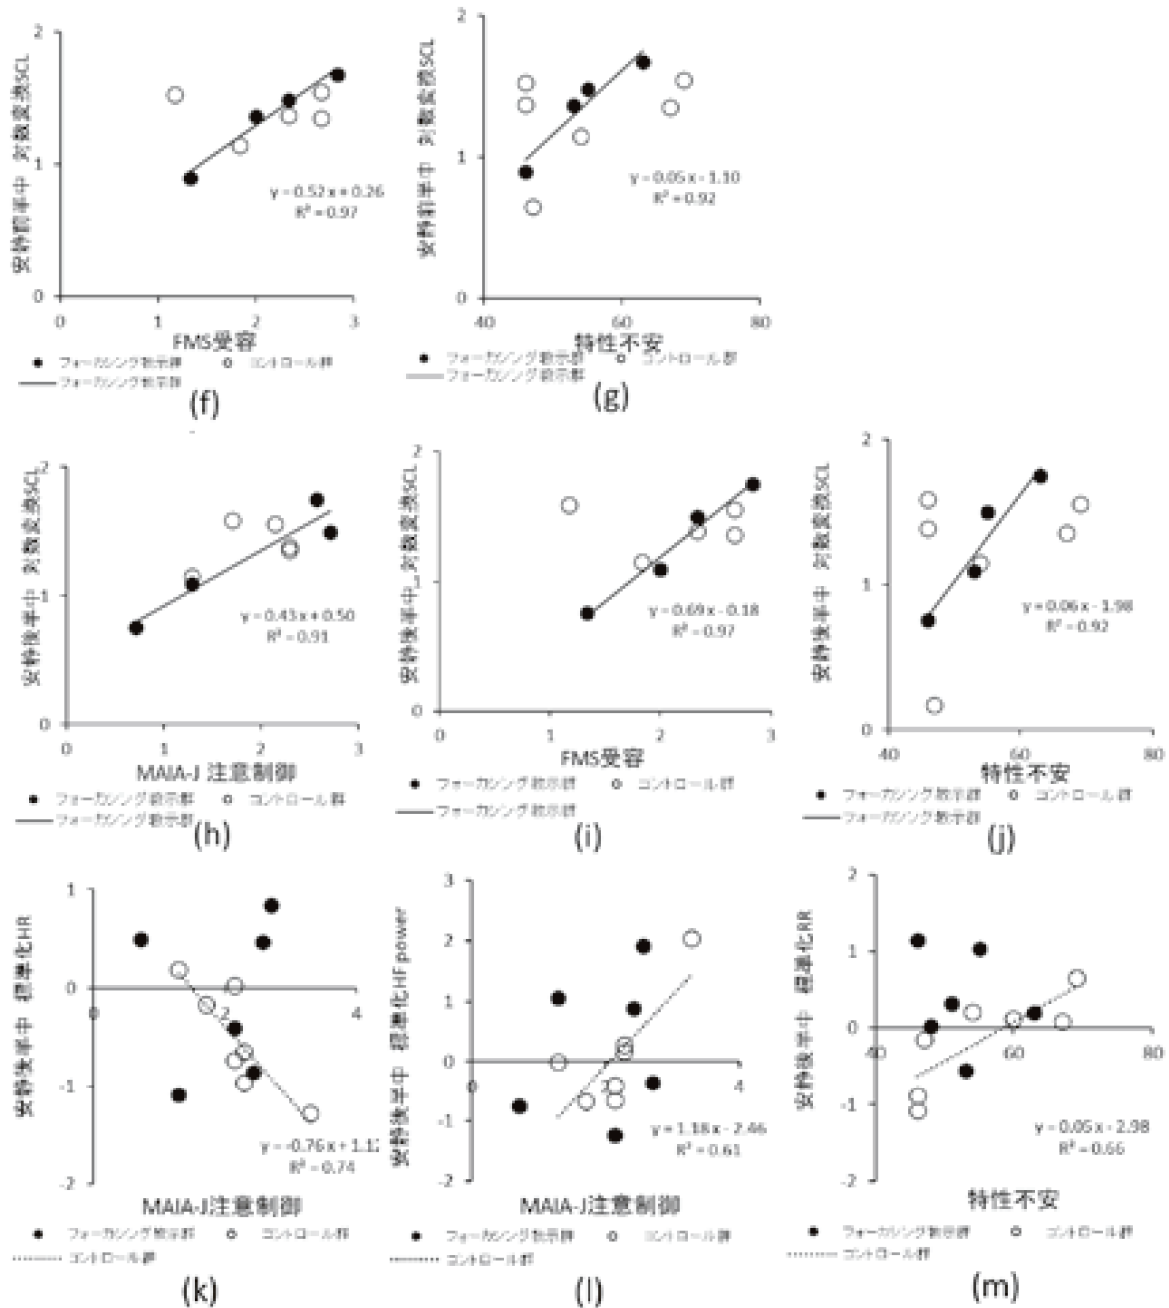 2
1
0
0
1
2
3
安静前半中 対数変換SCL
y = 0.52 x + 0.26
R² = 0.97
FMS受容
● フォーカシング教示群 ○ コントロール群
フォーカシング教示群
(f)
2
1
0
40
60
80
安静前半中 対数変換SCL
y = 0.05 x - 1.10
R² = 0.92
特性不安
● フォーカシング教示群 ○ コントロール群
フォーカシング教示群
(g)
2
1
0
0
1
2
3
安静後半中 対数変換SCL
y = 0.43 x + 0.50
R² = 0.91
MAIA-J 注意制御
● フォーカシング教示群 ○ コントロール群
フォーカシング教示群
(h)
2
0
0
1
2
3
安静後半中 対数変換SCL
y = 0.69 x - 0.18
R² = 0.97
FMS受容
● フォーカシング教示群 ○ コントロール群
フォーカシング教示群
(i)
2
1
0
40
60
80
安静後半中 対数変換SCL
y = 0.06 x - 1.98
R² = 0.92
特性不安
● フォーカシング教示群 ○ コントロール群
フォーカシング教示群
(j)
1
0
-1
-2
0
2
4
安静後半中 標準化HR
y = -0.76 x + 1.12
R² = 0.74
MAIA-J注意制御
● フォーカシング教示群 ○ コントロール群
コントロール群
(k)
3
2
1
0
-1
-2
0
4
安静後半中 標準化HF power
y = 1.18 x - 2.46
R² = 0.61
MAIA-J注意制御
● フォーカシング教示群 ○ コントロール群
コントロール群
(l)
2
1
0
-1
-2
40
60
80
安静後半中 標準化RR
y = 0.05 x - 2.98
R² = 0.66
特性不安
● フォーカシング教示群 ○ コントロール群
コントロール群
(m)